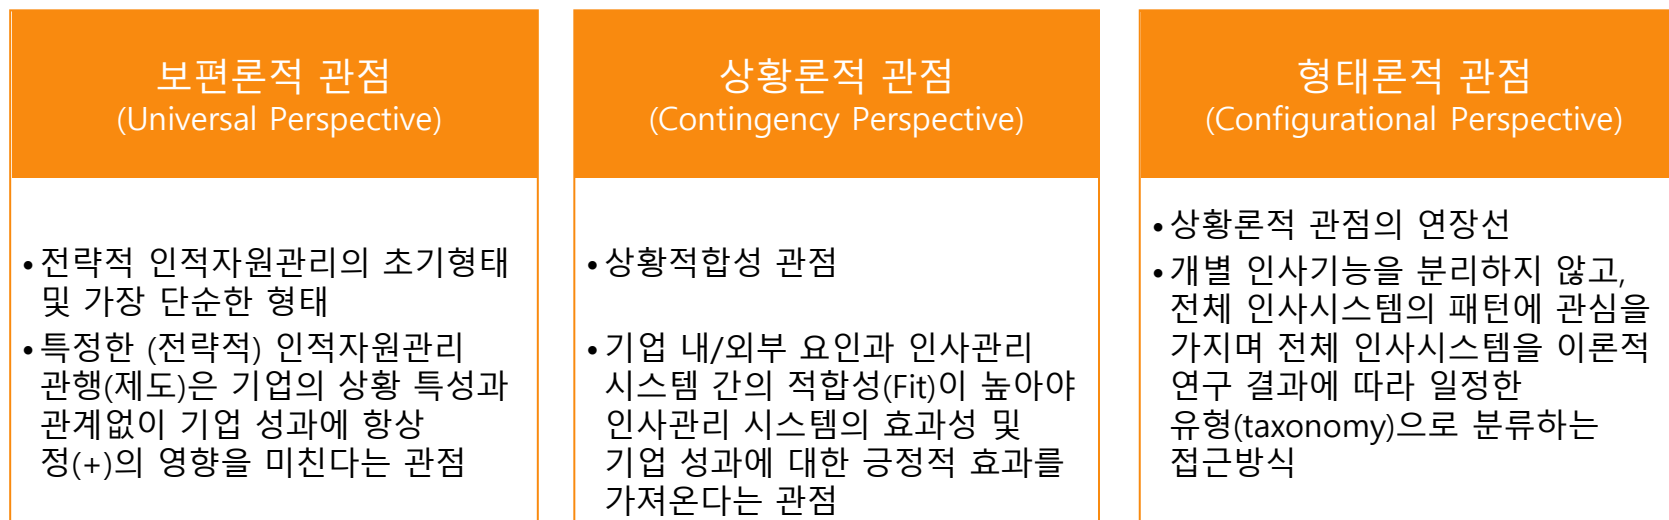 보편론적 관점
(Universal Perspective)
• 전략적 인적자원관리의 초기형태
및 가장 단순한 형태
• 특정한 (전략적) 인적자원관리
관행(제도)은 기업의 상황 특성과
관계없이 기업 성과에 항상
정(+)의 영향을 미친다는 관점
상황론적 관점
(Contingency Perspective)
• 상황적합성 관점
• 기업 내/외부 요인과 인사관리
시스템 간의 적합성(Fit)이 높아야
인사관리 시스템의 효과성 및
기업 성과에 대한 긍정적 효과를
가져온다는 관점
형태론적 관점
(Configurational Perspective)
• 상황론적 관점의 연장선
• 개별 인사기능을 분리하지 않고,
전체 인사시스템의 패턴에 관심을
가지며 전체 인사시스템을 이론적
연구 결과에 따라 일정한
유형(taxonomy)으로 분류하는
접근방식